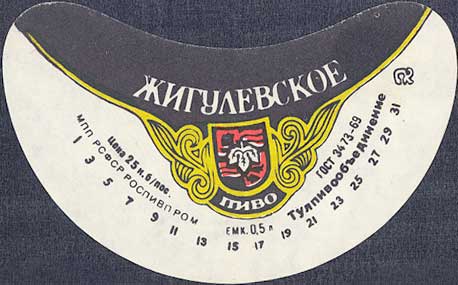 ЖИГУЛЕВСКОЕ
ПИВО
Цена 25 к. б/пос.
МПП РСФСР РОСПИВПРОМ
ЕМК. 0,5 л
ГОСТ 3473-69
Тулпивообъединение
1 3 5 7 9 11 13 15 17 19 21 23 25 27 29 31